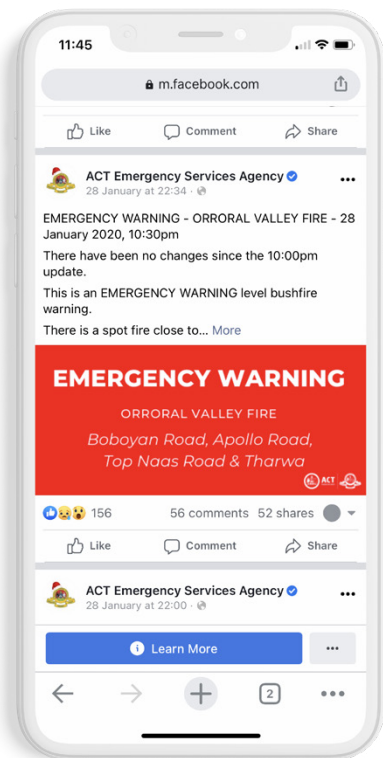 11:45
m.facebook.com
Like Comment Share
ACT Emergency Services Agency
28 January at 22:34 ·
EMERGENCY WARNING - ORRORAL VALLEY FIRE - 28
January 2020, 10:30pm
There have been no changes since the 10:00pm
update.
This is an EMERGENCY WARNING level bushfire
warning.
There is a spot fire close to... More
EMERGENCY WARNING
ORRORAL VALLEY FIRE
Boboyan Road, Apollo Road,
Top Naas Road & Tharwa
ACT
156 56 comments 52 shares
Like Comment Share
ACT Emergency Services Agency
28 January at 22:00 ·
Learn More
2